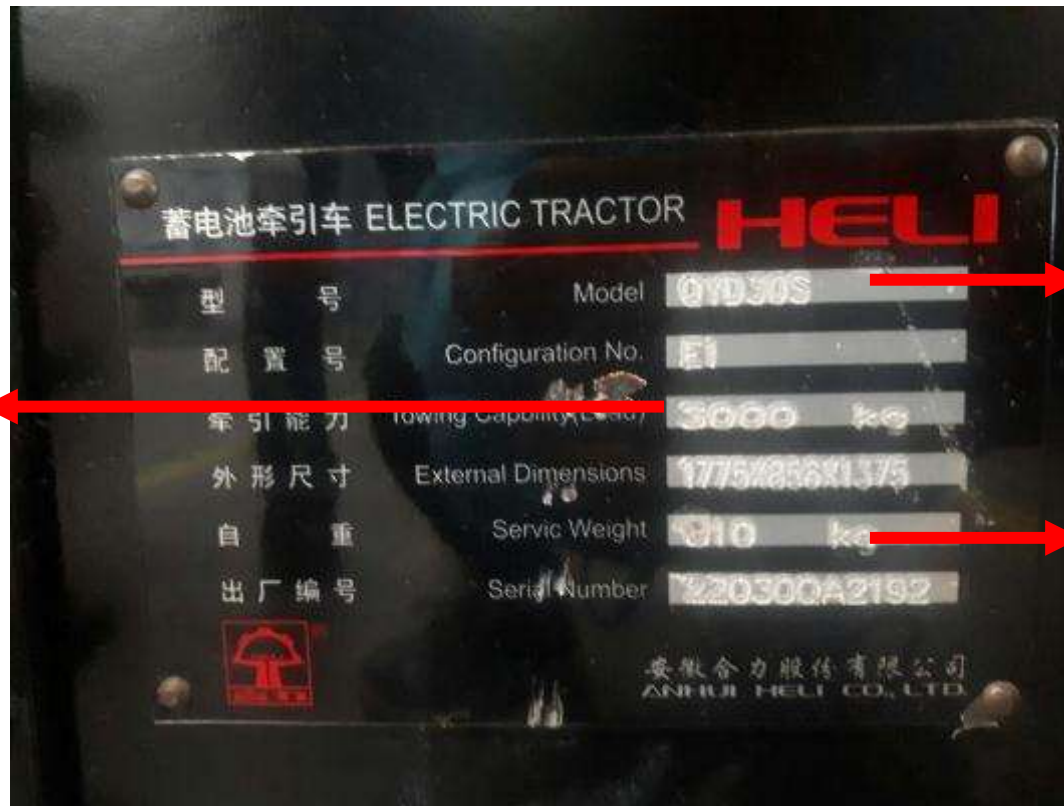 蓄电池牵引车 ELECTRIC TRACTOR HELI
型 号 Model QYD30S
配 置 号 Configuration No. E1
牵引能力 Towing Capbility(Load) 3000 kg
外形尺寸 External Dimensions 1775X856X1375
自 重 Servic Weight kg
出厂编号 Serial Number
安徽合力股份有限公司
ANHUI HELI CO., LTD.